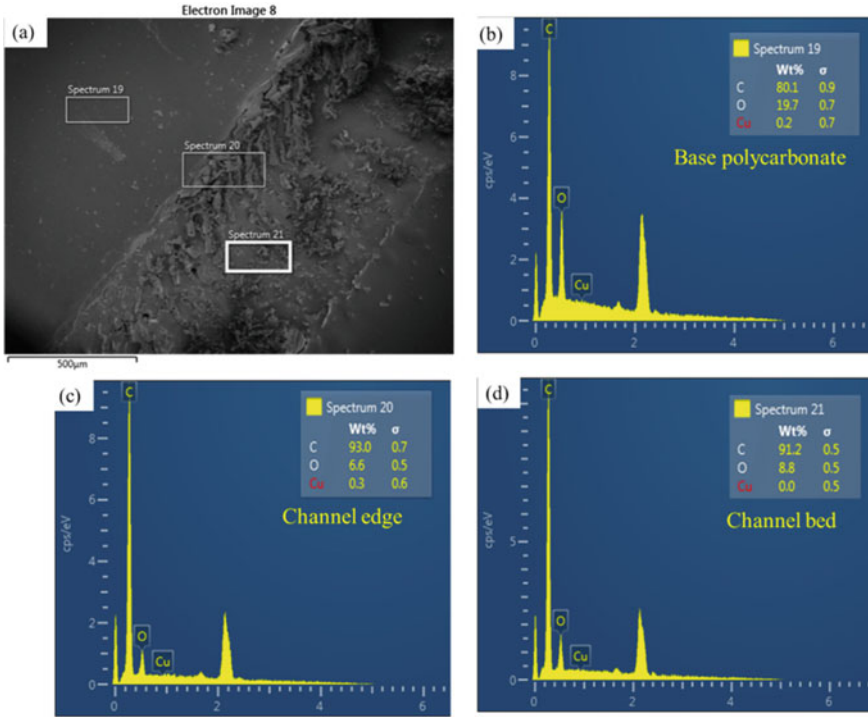 Electron Image 8
(a)
Spectrum 19
Spectrum 20
Spectrum 21
500μm
(b)
Spectrum 19
Wt% σ
C 80.1 0.9
O 19.7 0.7
Cu 0.2 0.7
Base polycarbonate
C
O
Cu
cps/eV
8
6
4
2
0
0 2 4 6
(c)
Spectrum 20
Wt% σ
C 93.0 0.7
O 6.6 0.5
Cu 0.3 0.6
Channel edge
C
O
Cu
cps/eV
8
6
4
2
0
0 2 4 6
(d)
Spectrum 21
Wt% σ
C 91.2 0.5
O 8.8 0.5
Cu 0.0 0.5
Channel bed
C
O
Cu
cps/eV
5
0
0 2 4 6